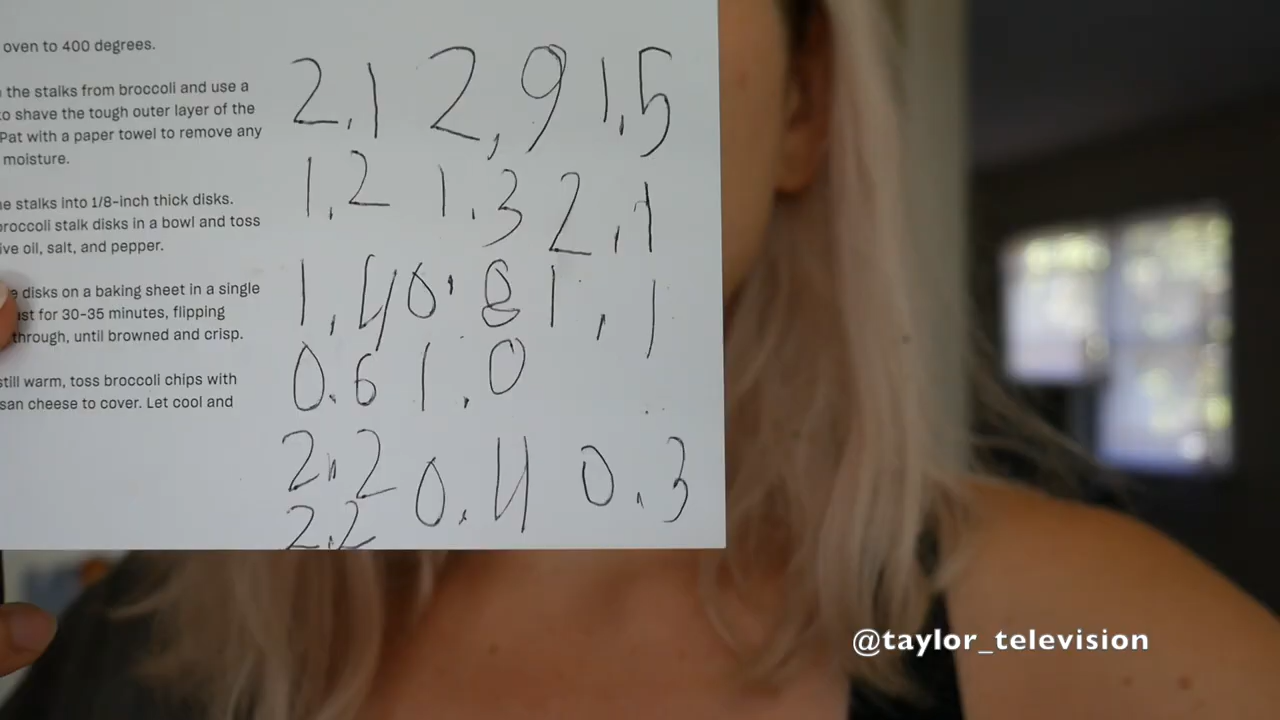 oven to 400 degrees.
the stalks from broccoli and use a
to shave the tough outer layer of the
Pat with a paper towel to remove any
moisture.
stalks into 1/8-inch thick disks.
broccoli stalk disks in a bowl and toss
oil, salt, and pepper.
disks on a baking sheet in a single
for 30-35 minutes, flipping
through, until browned and crisp.
still warm, toss broccoli chips with
cheese to cover. Let cool and
2,1 2,9 1,5
1,2 1.3 2,1
1,4 0.8 1,1
0.6 1.0
2.2 0.4 0.3
2.2
@taylor_television